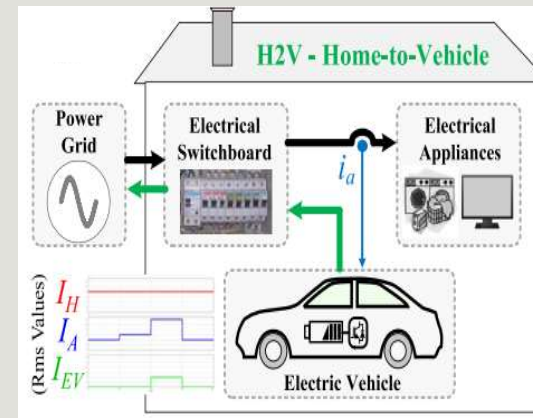 H2V - Home-to-Vehicle
Power
Grid
Electrical
Switchboard
Electrical
Appliances
i_a
(Rms Values)
I_H
I_A
I_EV
Electric Vehicle